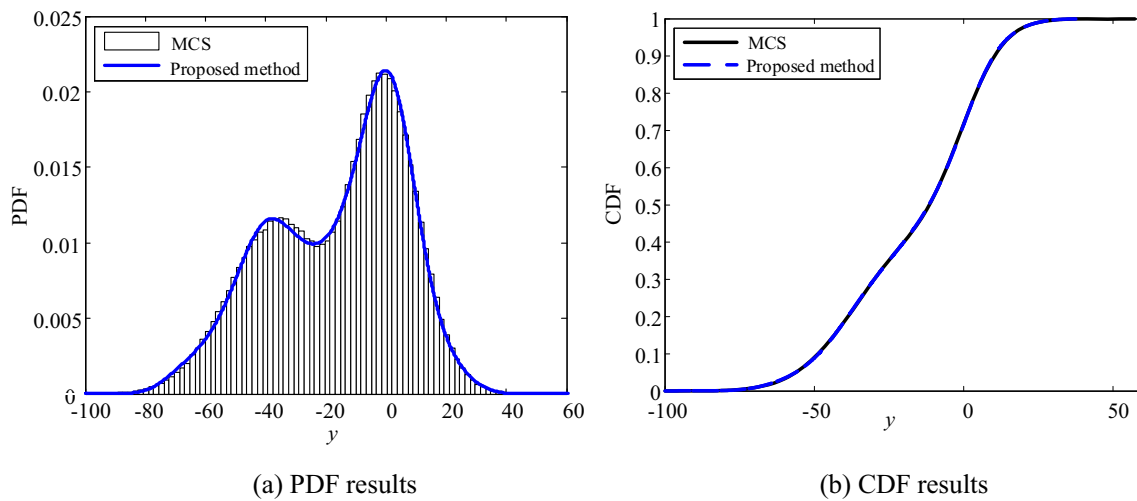 0.025
0.02
0.015
0.01
0.005
0
PDF
MCS
Proposed method
-100 -80 -60 -40 -20 0 20 40 60
y
(a) PDF results
1
0.9
0.8
0.7
0.6
0.5
0.4
0.3
0.2
0.1
0
CDF
MCS
Proposed method
-100 -50 0 50
y
(b) CDF results